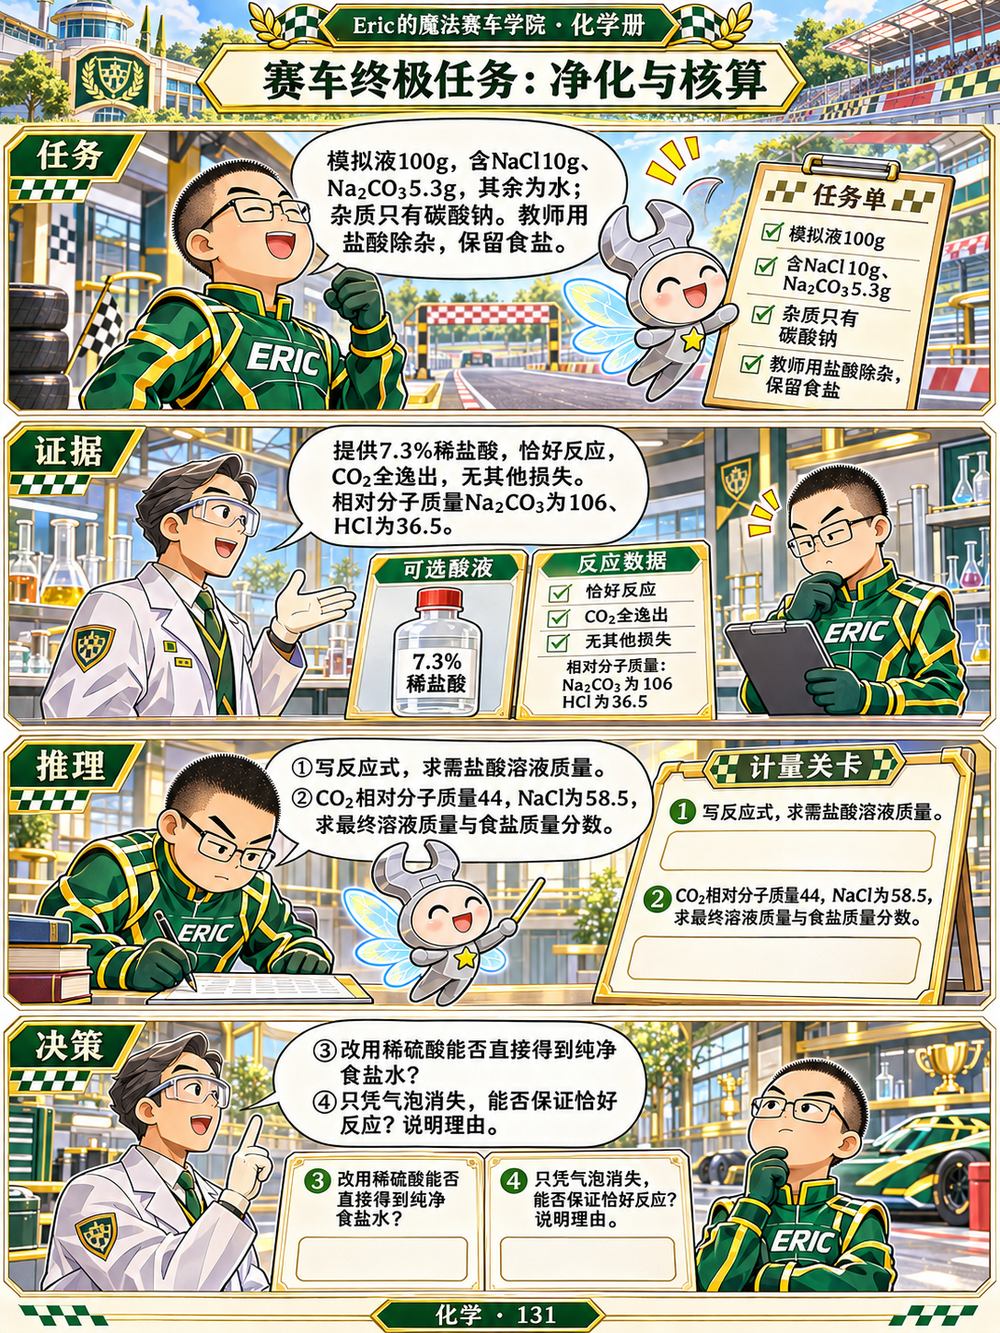 Eric的魔法赛车学院 · 化学册
赛车终极任务：净化与核算
任务
模拟液100g，含NaCl10g、
Na₂CO₃5.3g，其余为水；
杂质只有碳酸钠。教师用
盐酸除杂，保留食盐。
ERIC
任务单
模拟液100g
含NaCl10g、
Na₂CO₃5.3g
杂质只有
碳酸钠
教师用盐酸除杂，
保留食盐
证据
提供7.3%稀盐酸，恰好反应，
CO₂全逸出，无其他损失。
相对分子质量Na₂CO₃为106、
HCl为36.5。
可选酸液
7.3%
稀盐酸
反应数据
恰好反应
CO₂全逸出
无其他损失
相对分子质量：
Na₂CO₃为106
HCl为36.5
ERIC
推理
①写反应式，求需盐酸溶液质量。
②CO₂相对分子质量44，NaCl为58.5，
求最终溶液质量与食盐质量分数。
ERIC
计量关卡
1 写反应式，求需盐酸溶液质量。
2 CO₂相对分子质量44，NaCl为58.5，
求最终溶液质量与食盐质量分数。
决策
③改用稀硫酸能否直接得到纯净
食盐水？
④只凭气泡消失，能否保证恰好
反应？说明理由。
3 改用稀硫酸能否
直接得到纯净
食盐水？
4 只凭气泡消失，
能否保证恰好反应？
说明理由。
ERIC
化学 · 131